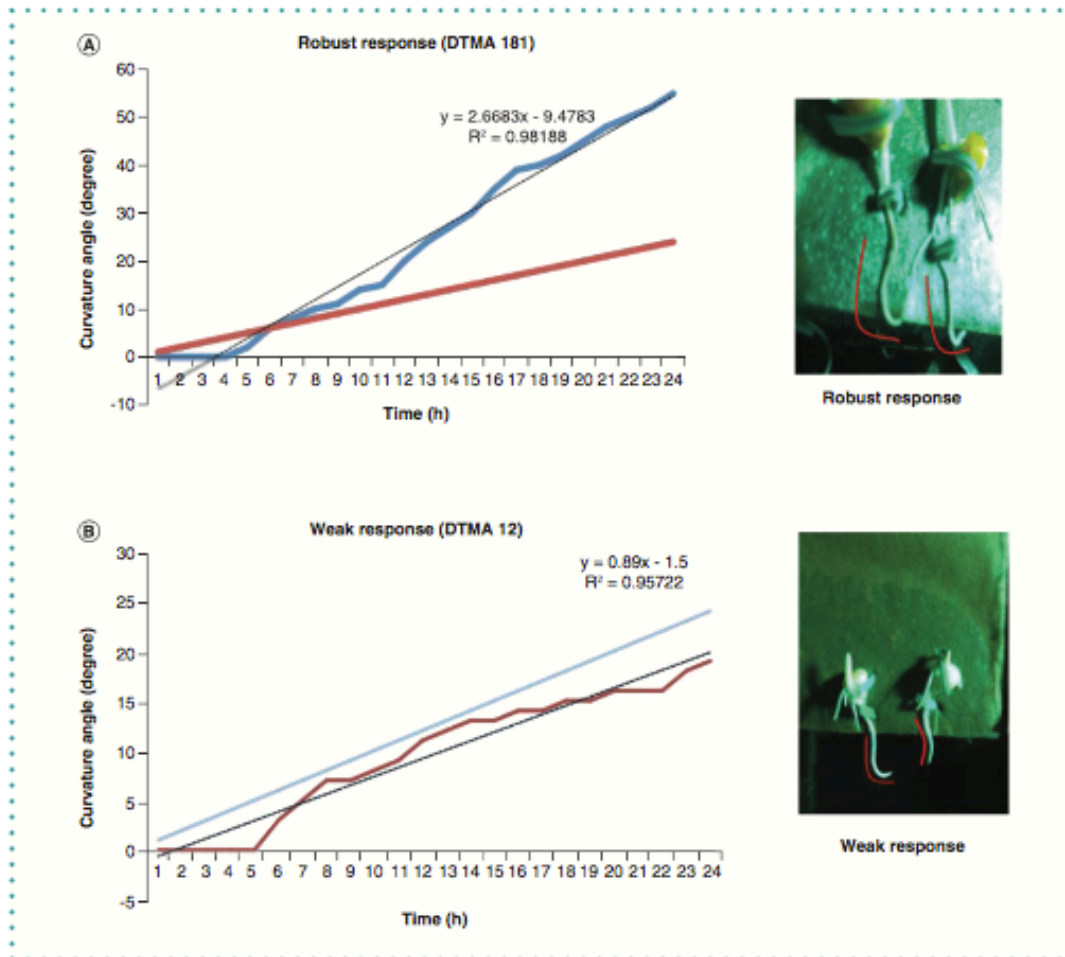 A
Robust response (DTMA 181)
60
50
40
30
20
10
0
-10
Curvature angle (degree)
y = 2.6683x - 9.4783
R² = 0.98188
1 2 3 4 5 6 7 8 9 10 11 12 13 14 15 16 17 18 19 20 21 22 23 24
Time (h)
Robust response
B
Weak response (DTMA 12)
30
25
20
15
10
5
0
-5
Curvature angle (degree)
y = 0.89x - 1.5
R² = 0.95722
1 2 3 4 5 6 7 8 9 10 11 12 13 14 15 16 17 18 19 20 21 22 23 24
Time (h)
Weak response